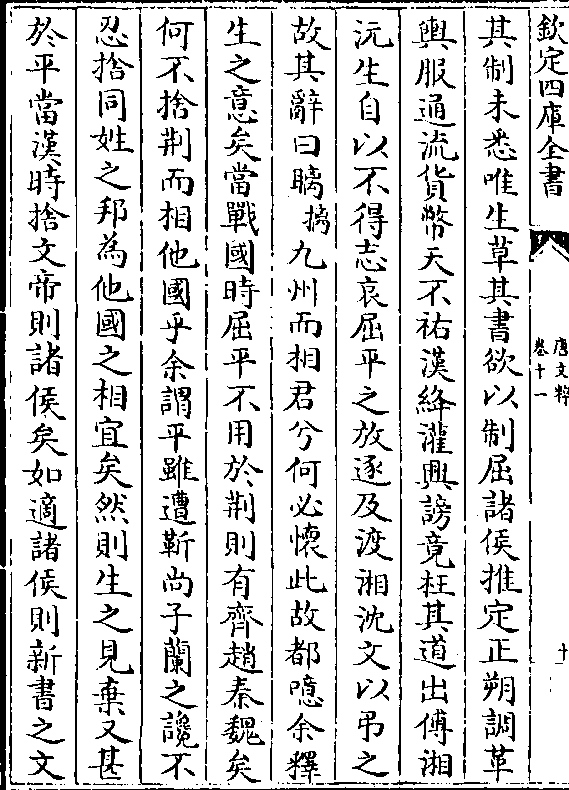 欽定四庫全書
唐文粹
卷十一
十
其制未悉唯生草其書欲以制屈諸侯推定正朔調革
輿服通流貨幣天不祐漢絳灌興謗竟枉其道出傅湘
沅生自以不得志哀屈平之放逐及渡湘沈文以弔之
故其辭曰瞝摛九州而相君兮何必懷此故都噫余釋
生之意矣當戰國時屈平不用於荆則有齊趙秦魏矣
何不捨荆而相他國乎余謂平雖遭靳尚子蘭之讒不
忍捨同姓之邦為他國之相宜矣然則生之見棄又甚
於平當漢時捨文帝則諸侯矣如適諸侯則新書之文